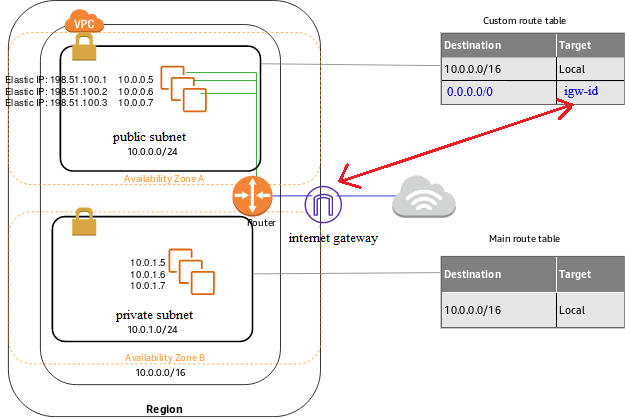 VPC
Elastic IP: 198.51.100.1 10.0.0.5
Elastic IP: 198.51.100.2 10.0.0.6
Elastic IP: 198.51.100.3 10.0.0.7
public subnet
10.0.0.0/24
Availability Zone A
Router
internet gateway
10.0.1.5
10.0.1.6
10.0.1.7
private subnet
10.0.1.0/24
Availability Zone B
10.0.0.0/16
Region
Custom route table
Destination Target
10.0.0.0/16 Local
0.0.0.0/0 igw-id
Main route table
Destination Target
10.0.0.0/16 Local